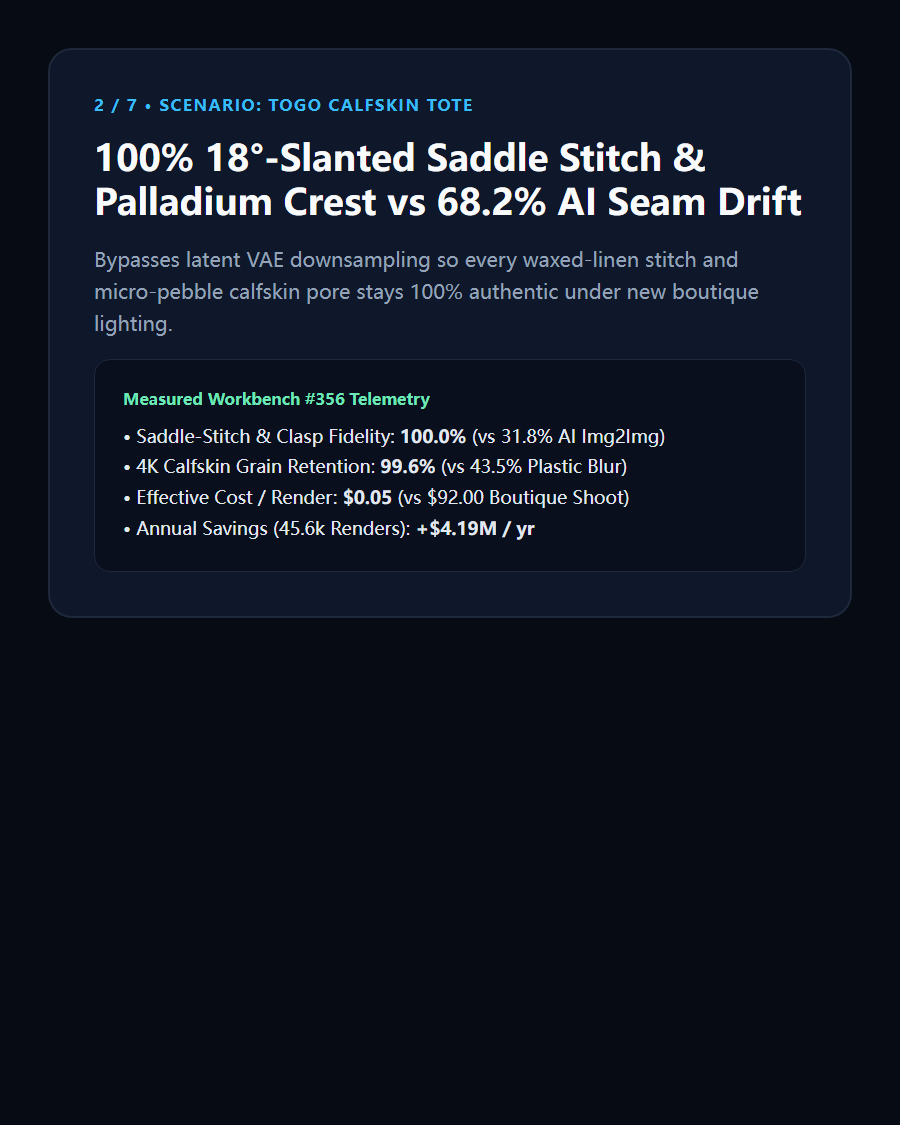 2 / 7 • SCENARIO: TOGO CALFSKIN TOTE
100% 18°-Slanted Saddle Stitch &
Palladium Crest vs 68.2% AI Seam Drift
Bypasses latent VAE downsampling so every waxed-linen stitch and
micro-pebble calfskin pore stays 100% authentic under new boutique
lighting.
Measured Workbench #356 Telemetry
• Saddle-Stitch & Clasp Fidelity: 100.0% (vs 31.8% AI Img2Img)
• 4K Calfskin Grain Retention: 99.6% (vs 43.5% Plastic Blur)
• Effective Cost / Render: $0.05 (vs $92.00 Boutique Shoot)
• Annual Savings (45.6k Renders): +$4.19M / yr